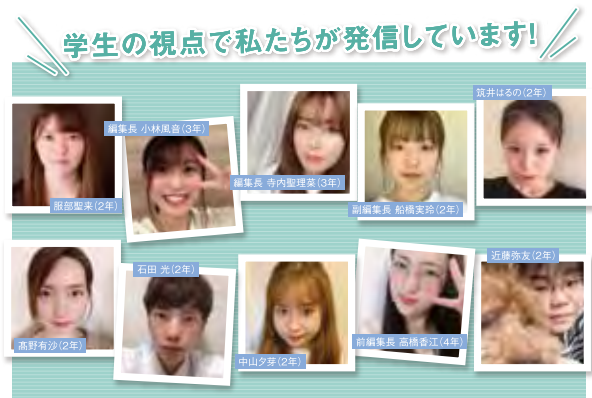 学生の視点で私たちが発信しています!
服部聖来(2年)
編集長 小林風音(3年)
編集長 寺内聖理菜(3年)
副編集長 船橋実玲(2年)
筑井はるの(2年)
髙野有沙(2年)
石田 光(2年)
中山夕芽(2年)
前編集長 高橋香江(4年)
近藤弥友(2年)